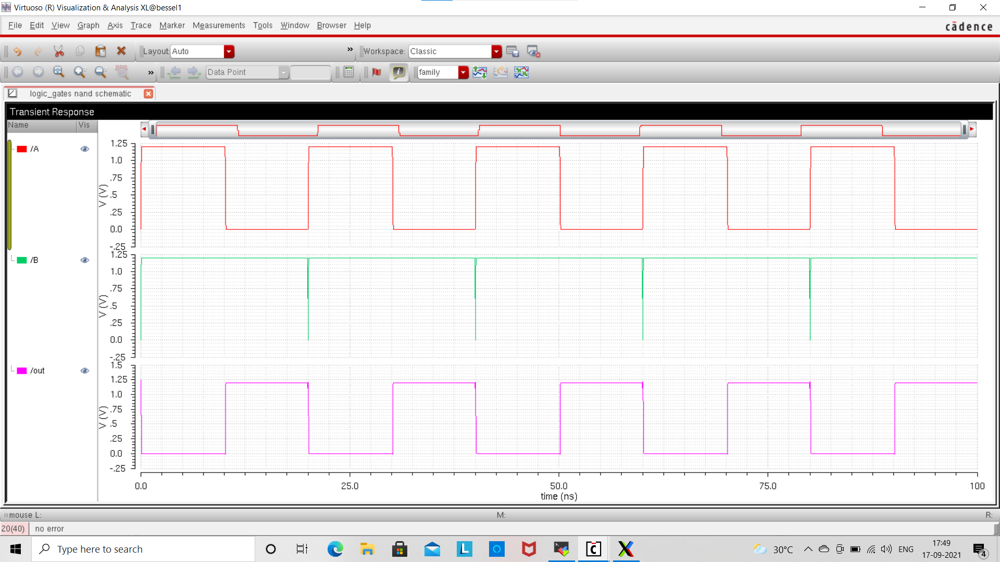 Virtuoso (R) Visualization & Analysis XL@bessel1
File Edit View Graph Axis Trace Marker Measurements Tools Window Browser Help
cādence
Layout: Auto » Workspace: Classic
» Data Point family
logic_gates nand schematic
Transient Response
Name Vis
/A
1.25
1.0
.75
.5
.25
0.0
-.25
V (V)
/B
1.25
1.0
.75
.5
.25
0.0
-.25
V (V)
/out
1.5
1.25
1.0
.75
.5
.25
0.0
-.25
V (V)
0.0 25.0 50.0 75.0 100
time (ns)
mouse L: M: R:
20(40) no error
Type here to search
L
30°C ENG
17:49
17-09-2021
4